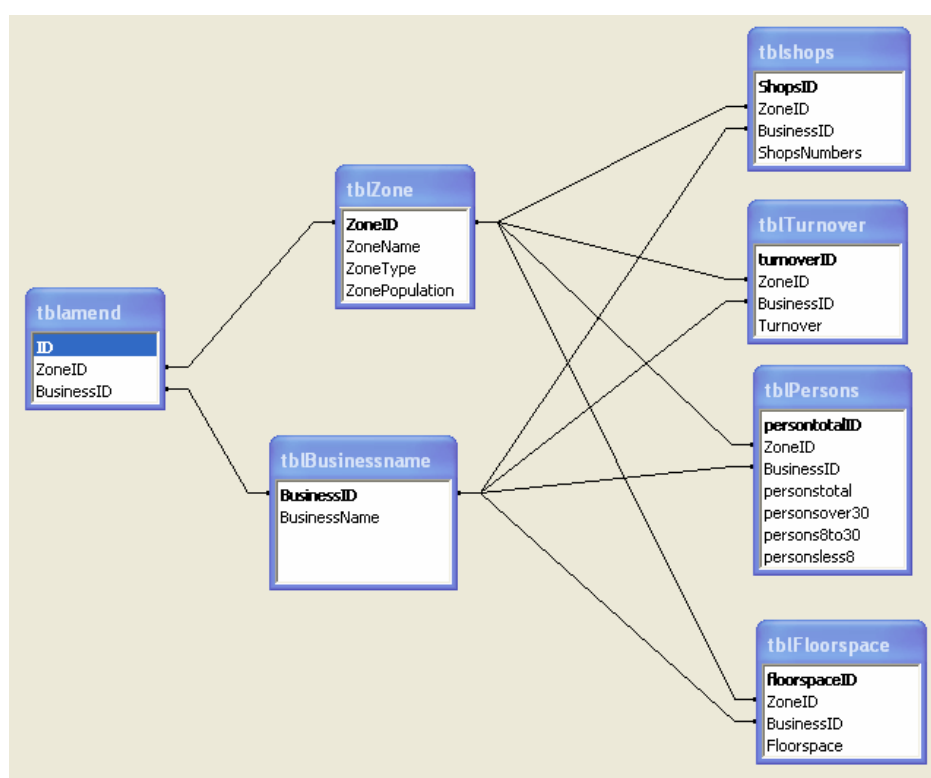 tblamend
ID
ZoneID
BusinessID
tblZone
ZoneID
ZoneName
ZoneType
ZonePopulation
tblBusinessname
BusinessID
BusinessName
tblshops
ShopsID
ZoneID
BusinessID
ShopsNumbers
tblTurnover
turnoverID
ZoneID
BusinessID
Turnover
tblPersons
persontotalID
ZoneID
BusinessID
personstotal
personsover30
persons8to30
personsless8
tblFloorspace
floorspaceID
ZoneID
BusinessID
Floorspace